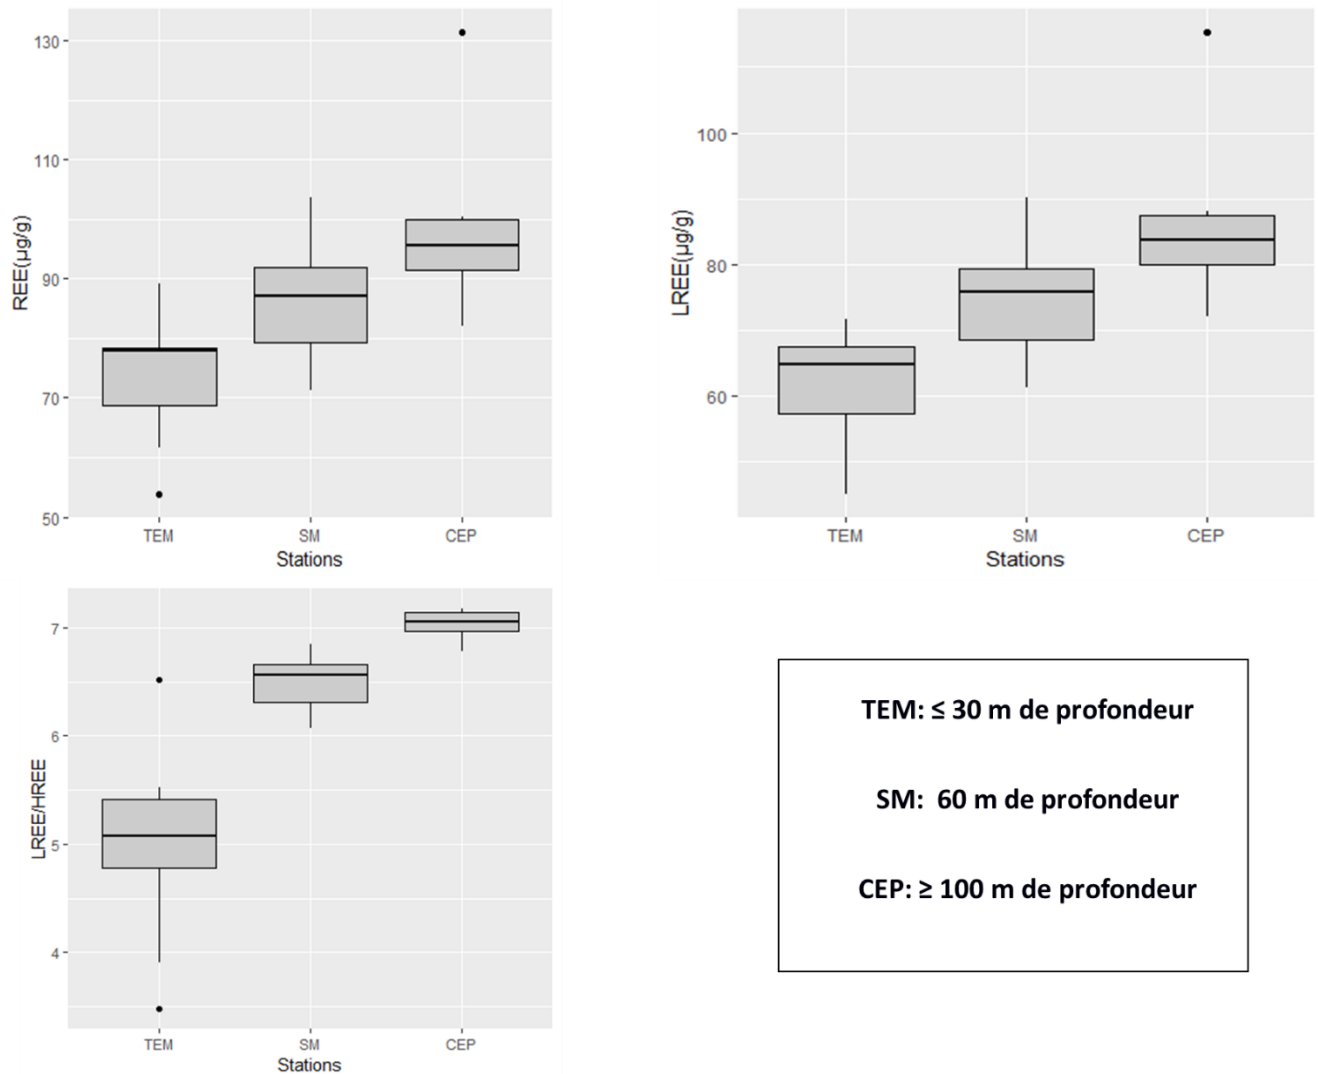 130
110
90
70
50
REE(µg/g)
TEM SM CEP
Stations
100
80
60
LREE(µg/g)
TEM SM CEP
Stations
7
6
5
4
LREE/HREE
TEM SM CEP
Stations
TEM: ≤ 30 m de profondeur
SM: 60 m de profondeur
CEP: ≥ 100 m de profondeur